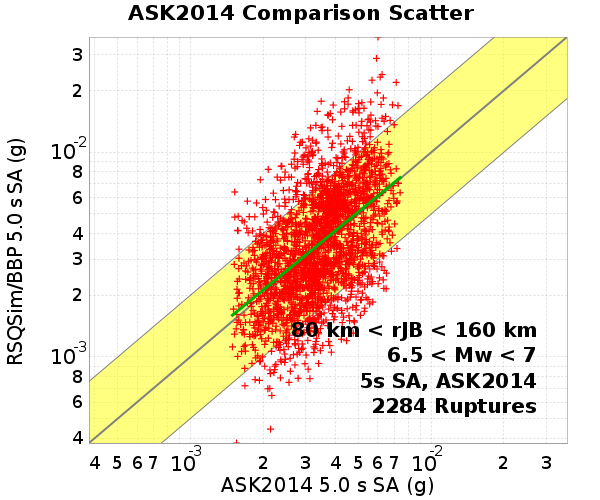 ASK2014 Comparison Scatter
RSQSim/BBP 5.0 s SA (g)
3
2
10-2
8
6
4
3
2
10-3
8
6
4
80 km < rJB < 160 km
6.5 < Mw < 7
5s SA, ASK2014
2284 Ruptures
4 5 6 7 10-3 2 3 4 5 6 7 10-2 2 3
ASK2014 5.0 s SA (g)